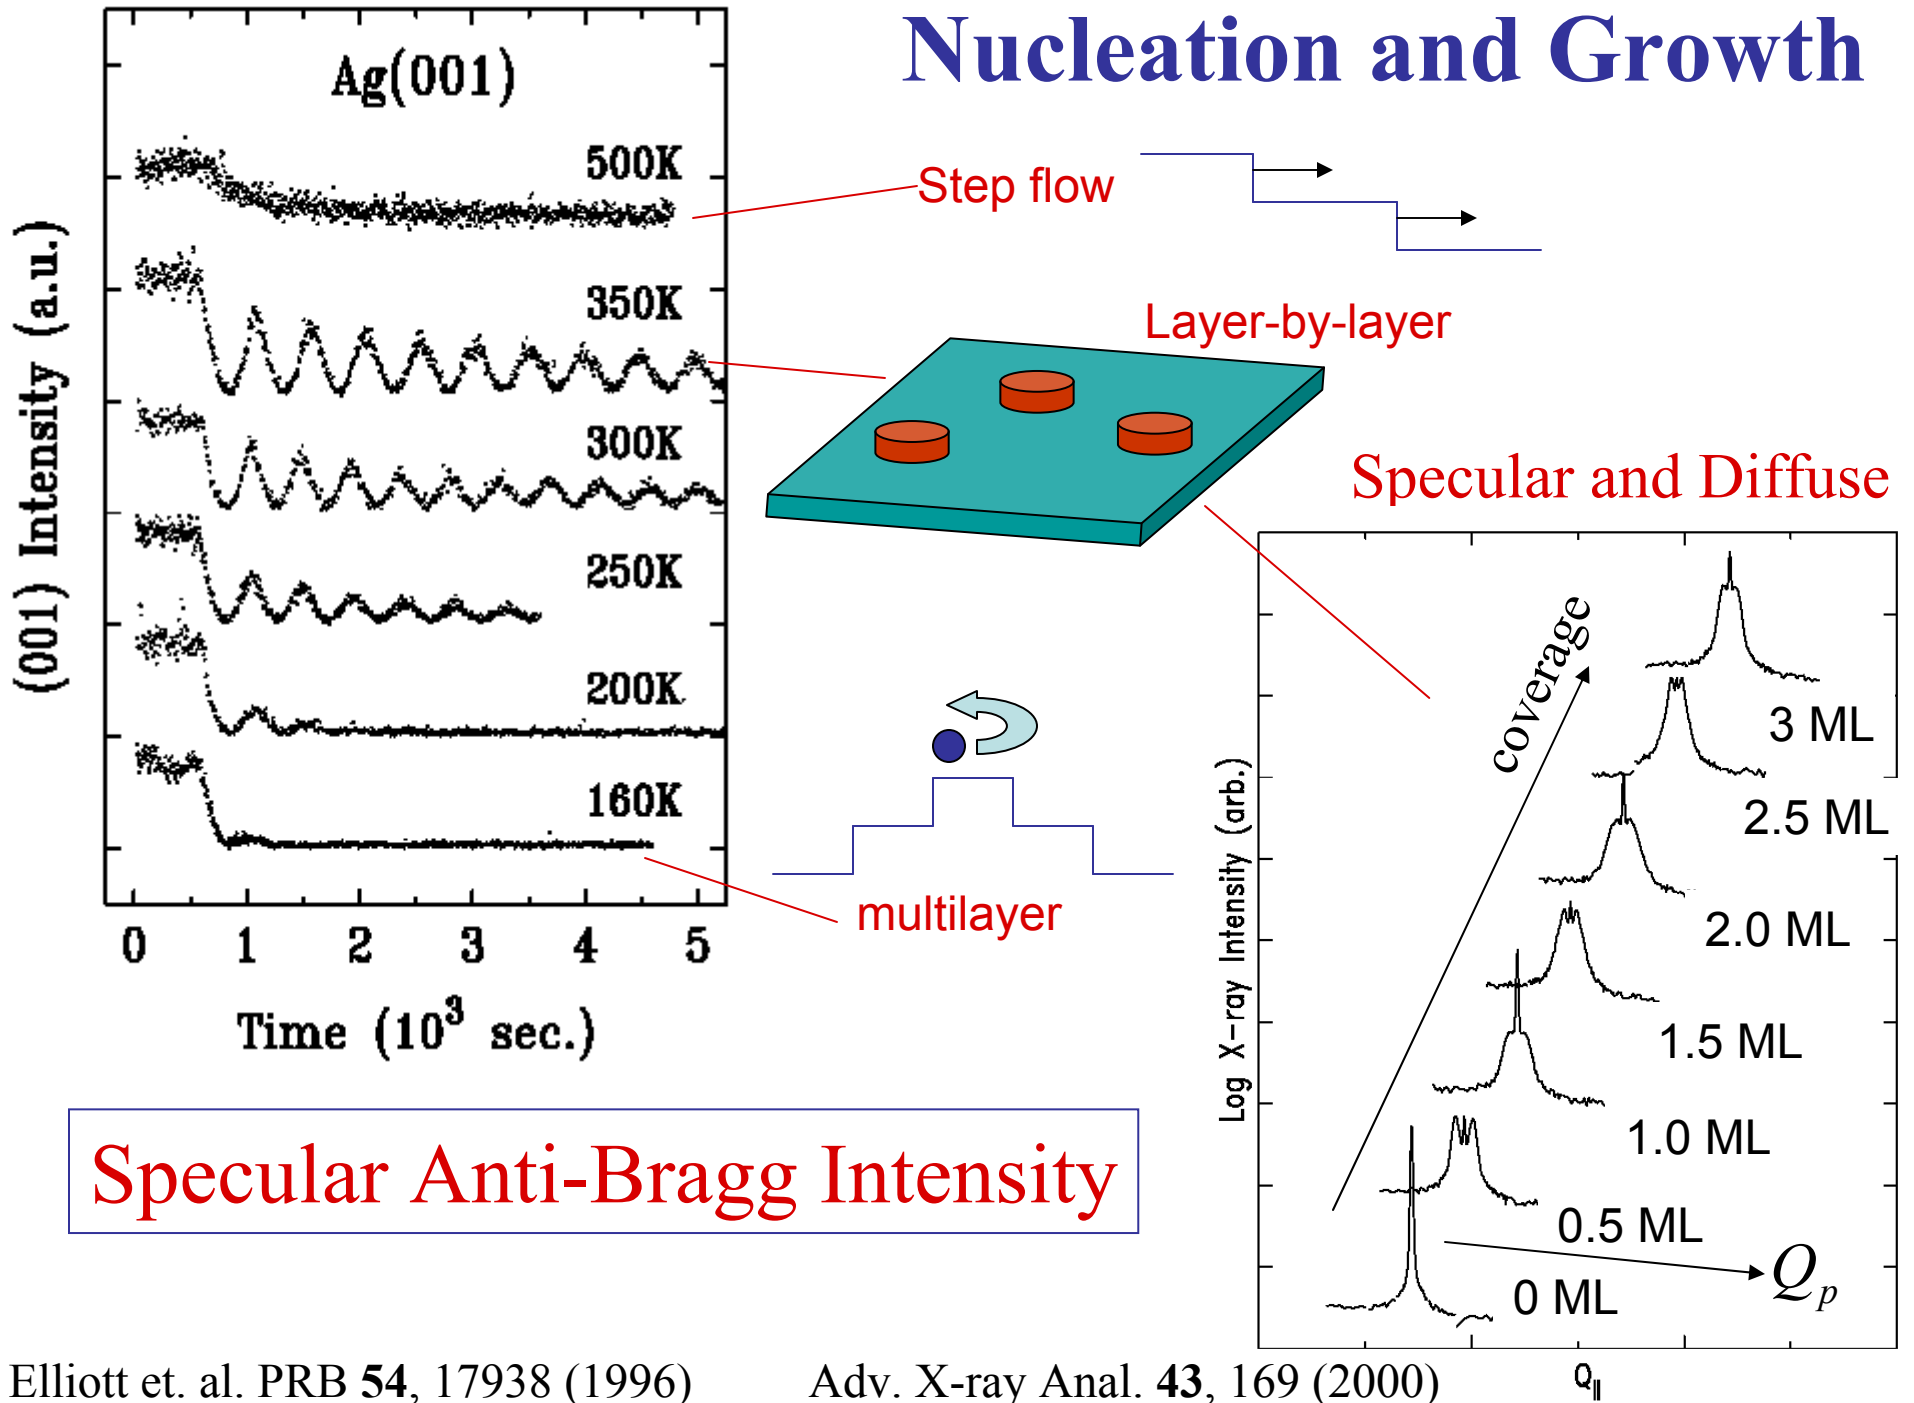 Nucleation and Growth
Ag(001)
500K
350K
300K
250K
200K
160K
(001) Intensity (a.u.)
0 1 2 3 4 5
Time (10³ sec.)
Step flow
Layer-by-layer
multilayer
Specular and Diffuse
coverage
3 ML
2.5 ML
2.0 ML
1.5 ML
1.0 ML
0.5 ML
0 ML
Qp
Log X-ray Intensity (arb.)
Q||
Specular Anti-Bragg Intensity
Elliott et. al. PRB 54, 17938 (1996)
Adv. X-ray Anal. 43, 169 (2000)